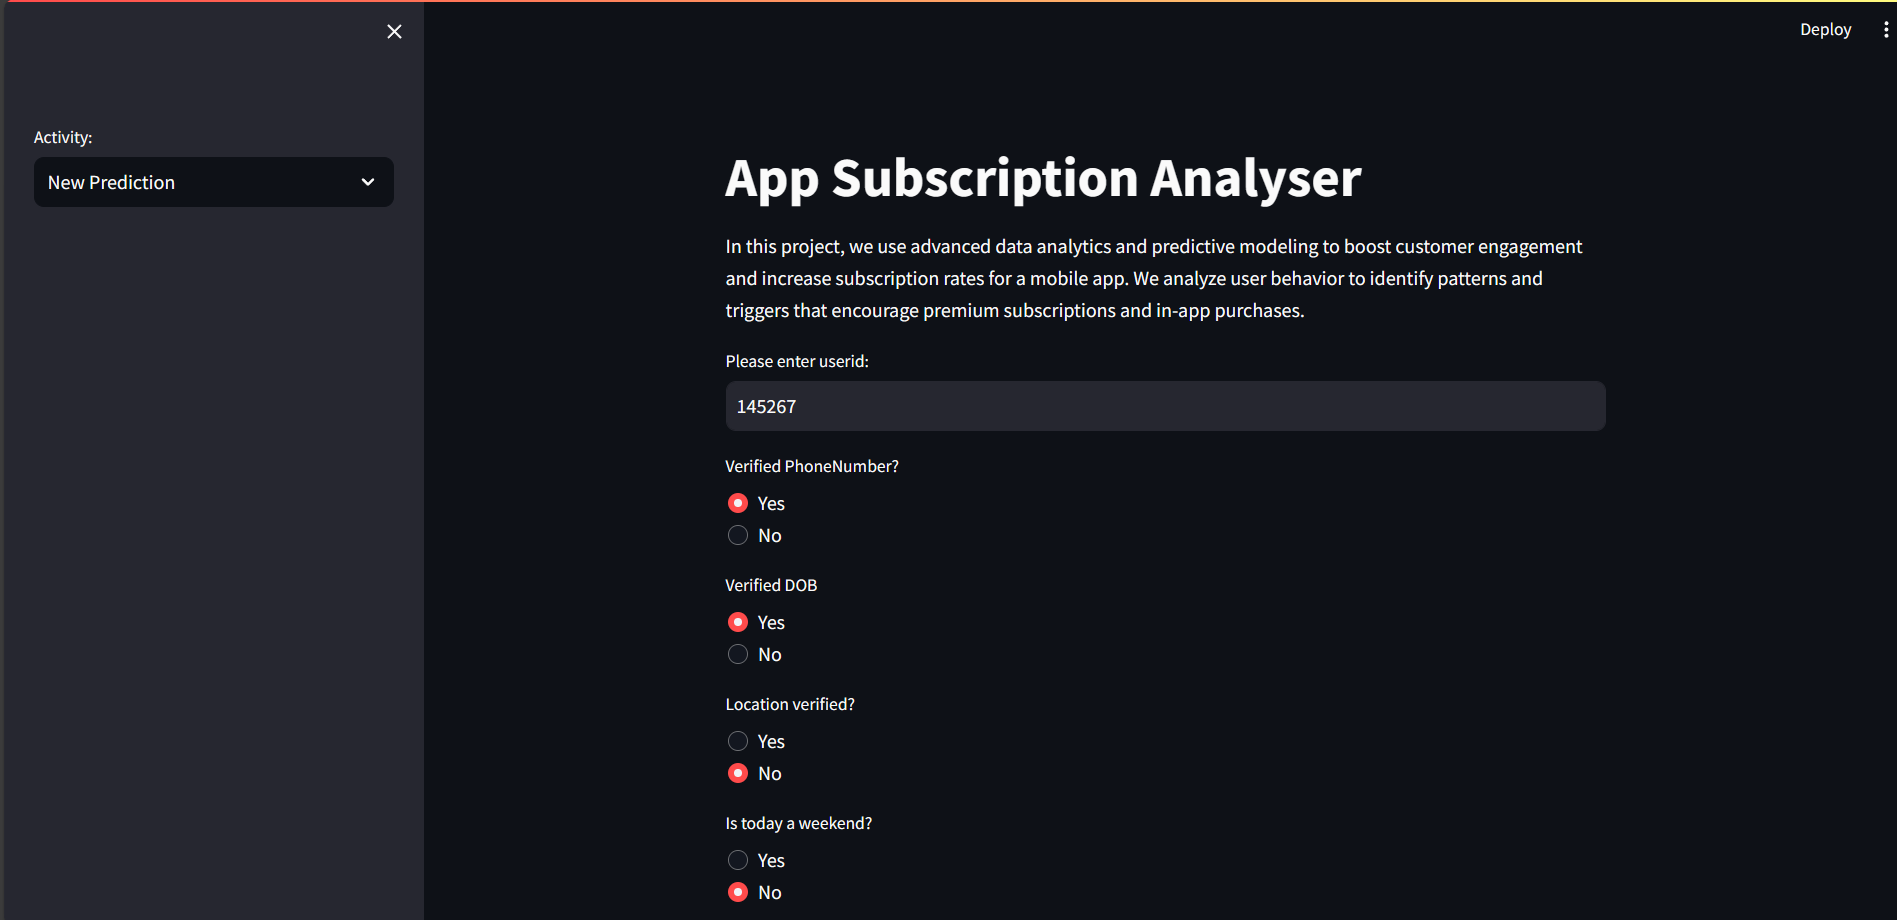 Deploy
Activity:
New Prediction
App Subscription Analyser
In this project, we use advanced data analytics and predictive modeling to boost customer engagement
and increase subscription rates for a mobile app. We analyze user behavior to identify patterns and
triggers that encourage premium subscriptions and in-app purchases.
Please enter userid:
145267
Verified PhoneNumber?
Yes
No
Verified DOB
Yes
No
Location verified?
Yes
No
Is today a weekend?
Yes
No